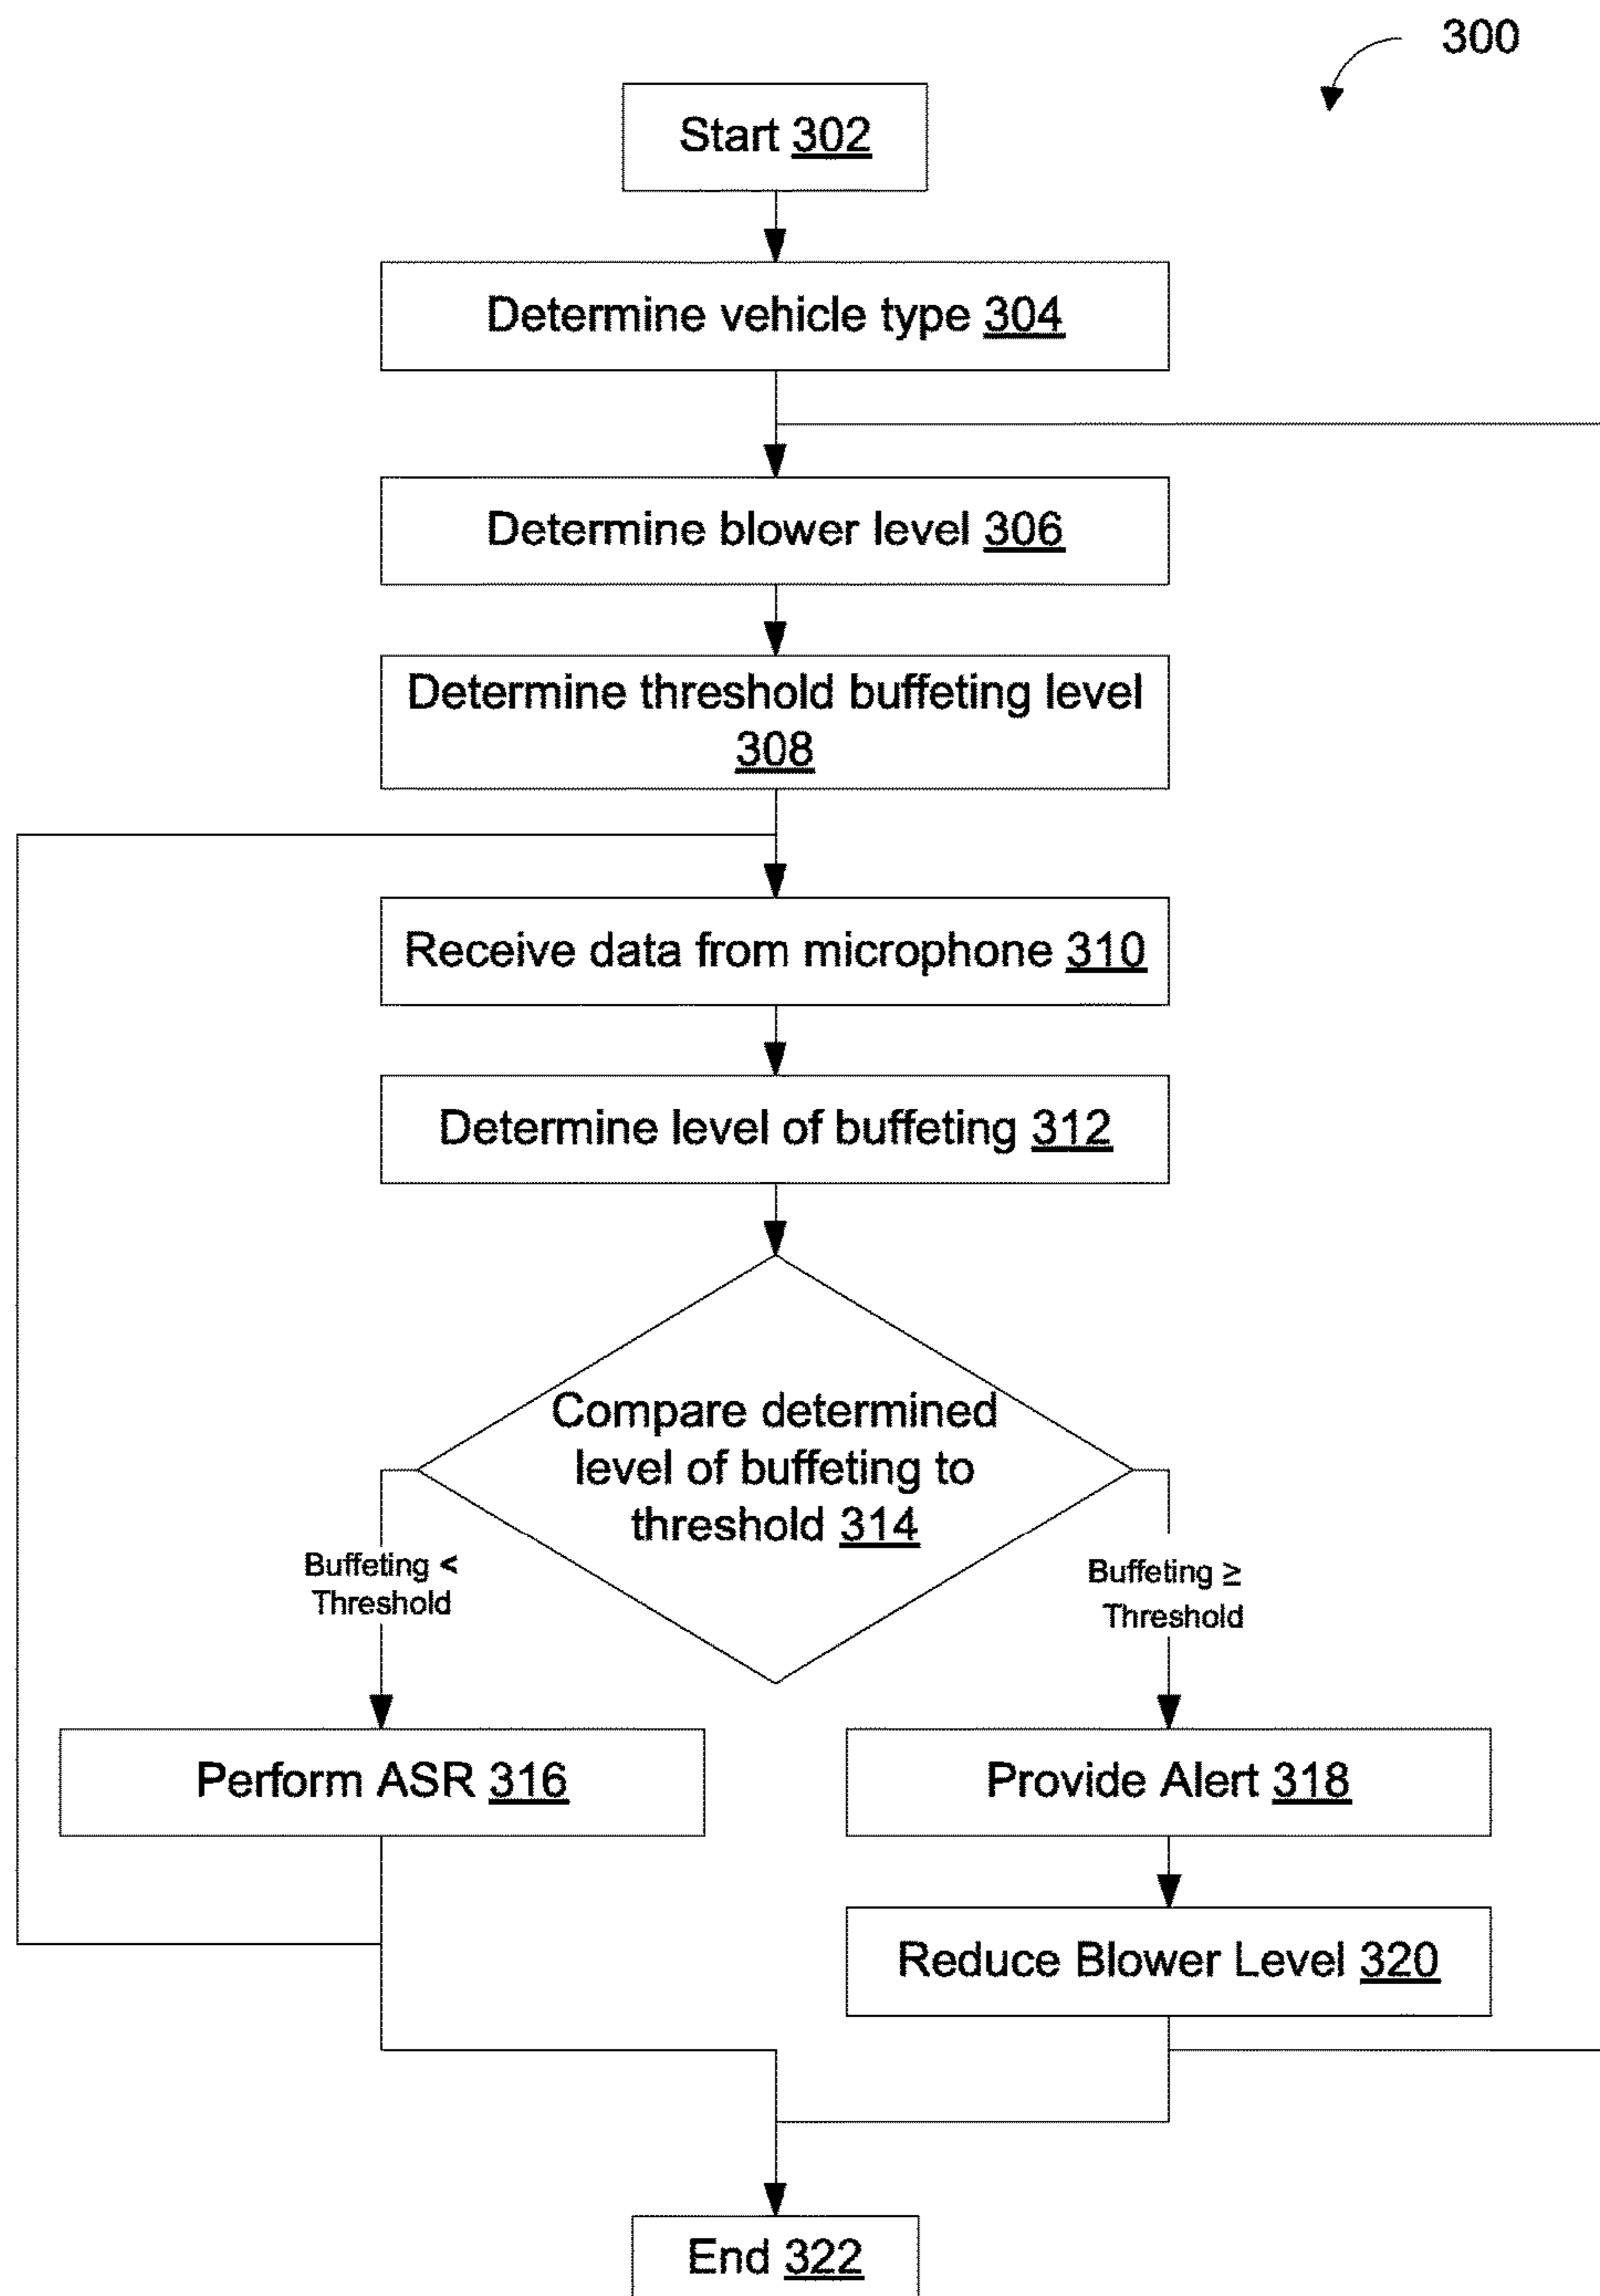 300
Start 302
Determine vehicle type 304
Determine blower level 306
Determine threshold buffeting level
308
Receive data from microphone 310
Determine level of buffeting 312
Compare determined
level of buffeting to
threshold 314
Buffeting <
Threshold
Buffeting ≥
Threshold
Perform ASR 316
Provide Alert 318
Reduce Blower Level 320
End 322